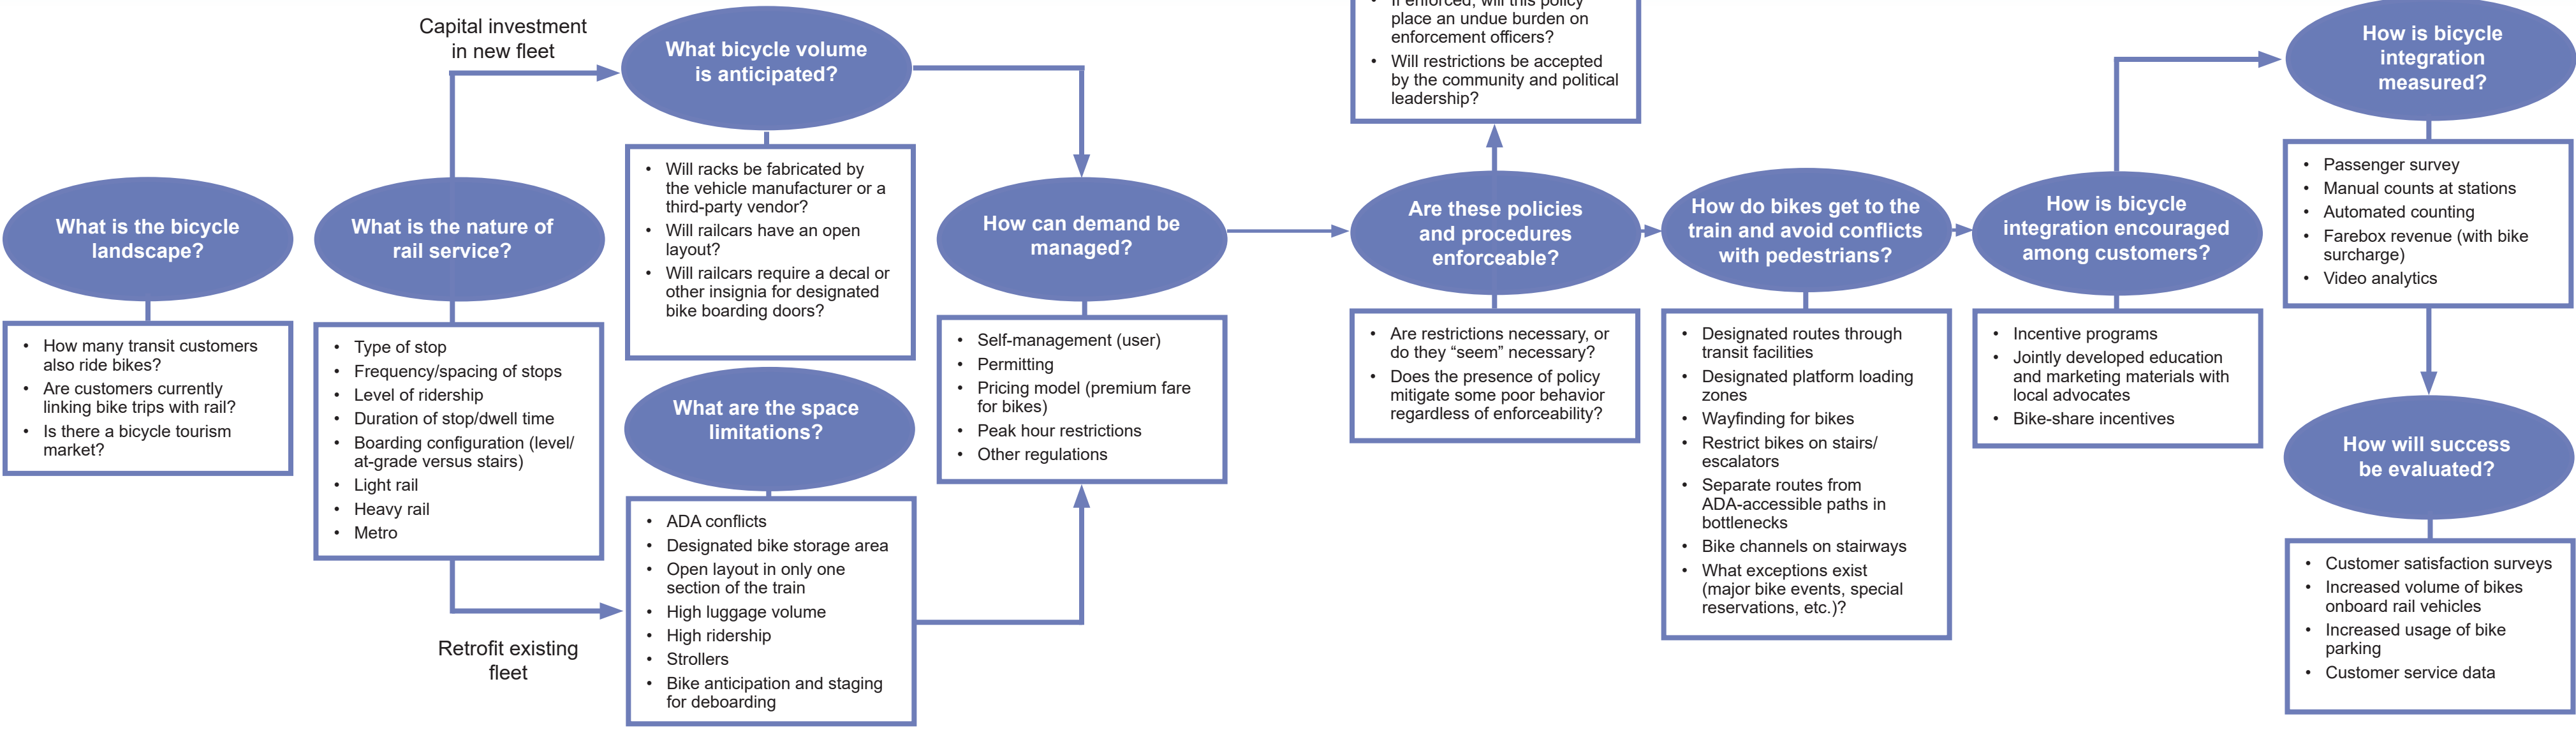 Capital investment
in new fleet
What bicycle volume
is anticipated?
• Will racks be fabricated by
the vehicle manufacturer or a
third-party vendor?
• Will railcars have an open
layout?
• Will railcars require a decal or
other insignia for designated
bike boarding doors?
What is the bicycle
landscape?
• How many transit customers
also ride bikes?
• Are customers currently
linking bike trips with rail?
• Is there a bicycle tourism
market?
What is the nature of
rail service?
• Type of stop
• Frequency/spacing of stops
• Level of ridership
• Duration of stop/dwell time
• Boarding configuration (level/
at-grade versus stairs)
• Light rail
• Heavy rail
• Metro
Retrofit existing
fleet
What are the space
limitations?
• ADA conflicts
• Designated bike storage area
• Open layout in only one
section of the train
• High luggage volume
• High ridership
• Strollers
• Bike anticipation and staging
for deboarding
How can demand be
managed?
• Self-management (user)
• Permitting
• Pricing model (premium fare
for bikes)
• Peak hour restrictions
• Other regulations
• If enforced, will this policy
place an undue burden on
enforcement officers?
• Will restrictions be accepted
by the community and political
leadership?
Are these policies
and procedures
enforceable?
• Are restrictions necessary, or
do they “seem” necessary?
• Does the presence of policy
mitigate some poor behavior
regardless of enforceability?
How do bikes get to the
train and avoid conflicts
with pedestrians?
• Designated routes through
transit facilities
• Designated platform loading
zones
• Wayfinding for bikes
• Restrict bikes on stairs/
escalators
• Separate routes from
ADA-accessible paths in
bottlenecks
• Bike channels on stairways
• What exceptions exist
(major bike events, special
reservations, etc.)?
How is bicycle
integration encouraged
among customers?
• Incentive programs
• Jointly developed education
and marketing materials with
local advocates
• Bike-share incentives
How is bicycle
integration
measured?
• Passenger survey
• Manual counts at stations
• Automated counting
• Farebox revenue (with bike
surcharge)
• Video analytics
How will success
be evaluated?
• Customer satisfaction surveys
• Increased volume of bikes
onboard rail vehicles
• Increased usage of bike
parking
• Customer service data